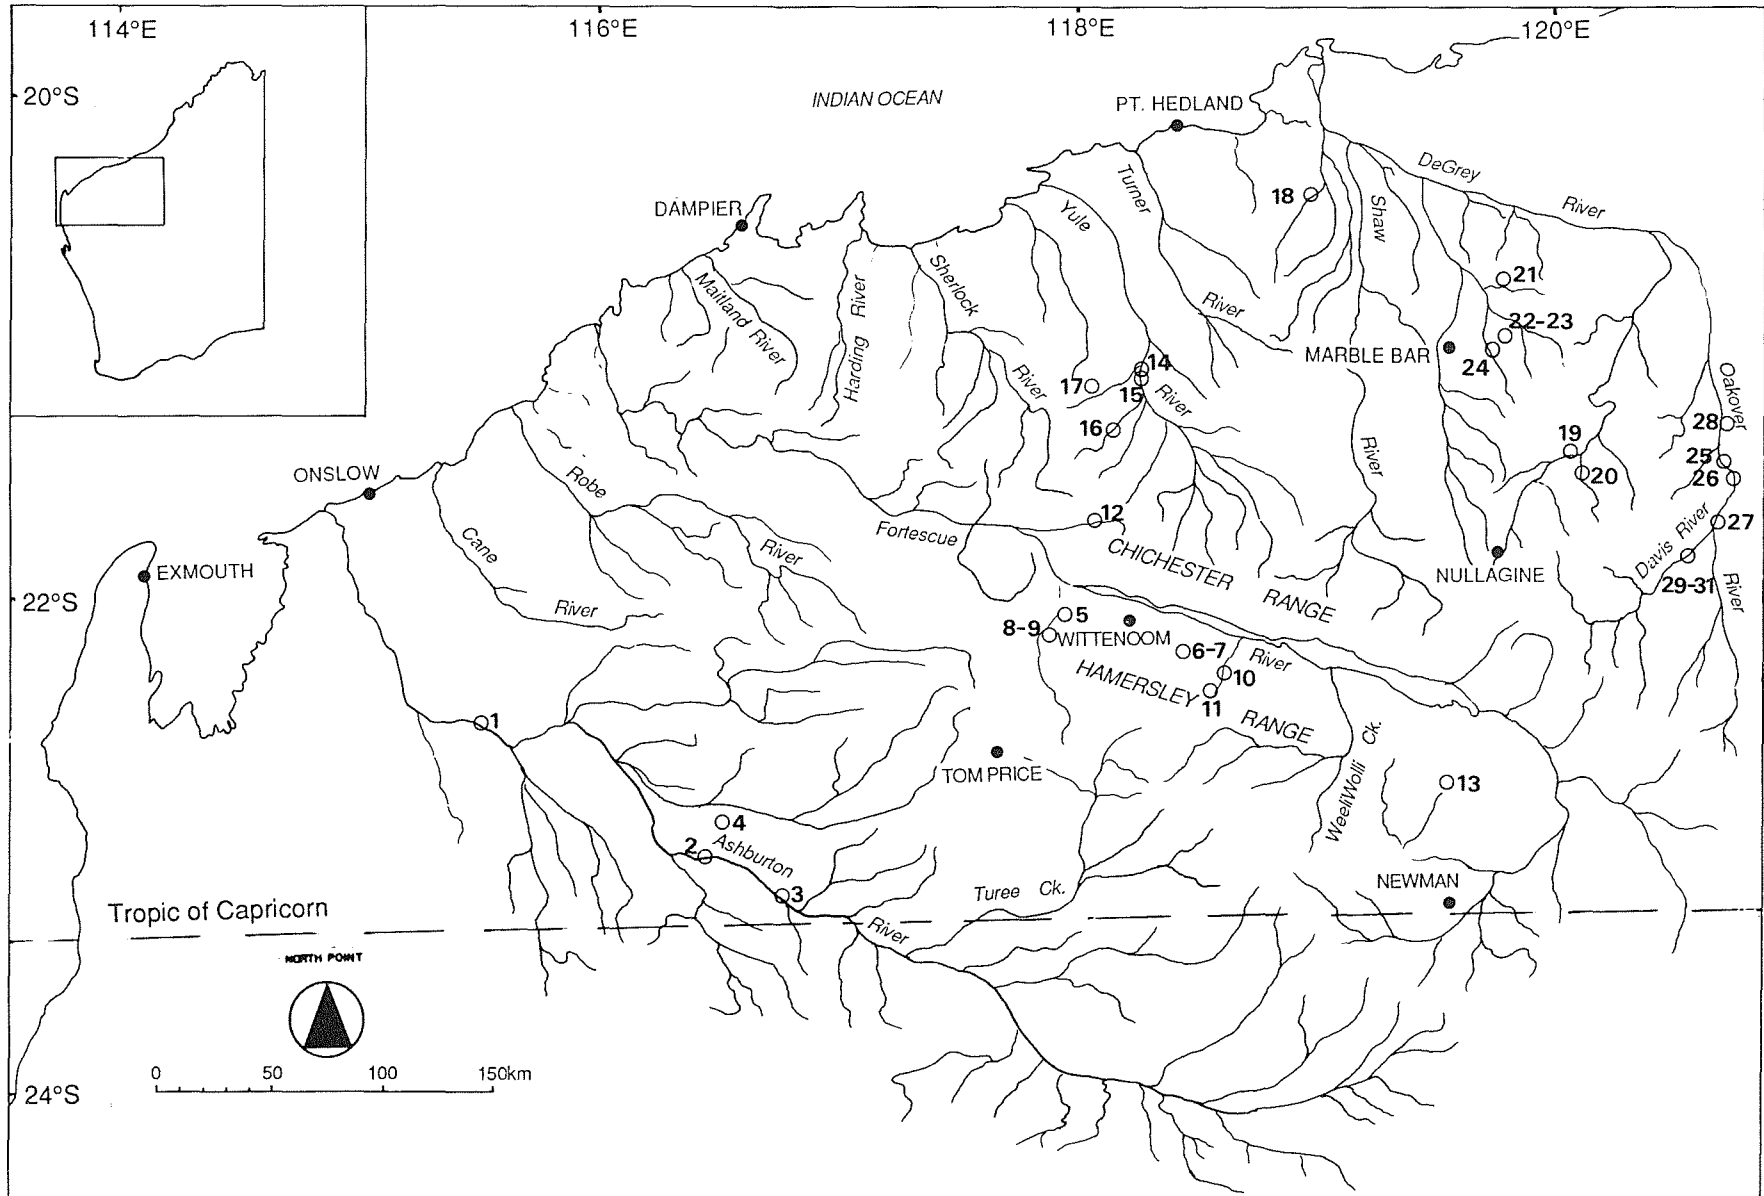 114°E
116°E
118°E
120°E
20°S
INDIAN OCEAN
PT. HEDLAND
DeGrey
River
Turner
18
Shaw
DAMPIER
Yule
21
Sherlock
Maitland River
Harding River
River
22-23
MARBLE BAR
24
14
17
15
River
River
Oakover
16
28
19
River
25
20
26
ONSLOW
Robe
12
Fortescue
27
Cane
River
CHICHESTER
Davis River
EXMOUTH
NULLAGINE
29-31
22°S
River
RANGE
River
5
8-9
WITTENOOM
6-7
River
HAMERSLEY
10
11
RANGE
1
WeeliWolli Ck.
TOM PRICE
13
4
2
Ashburton
3
Turee Ck.
NEWMAN
Tropic of Capricorn
River
NORTH POINT
0 50 100 150km
24°S